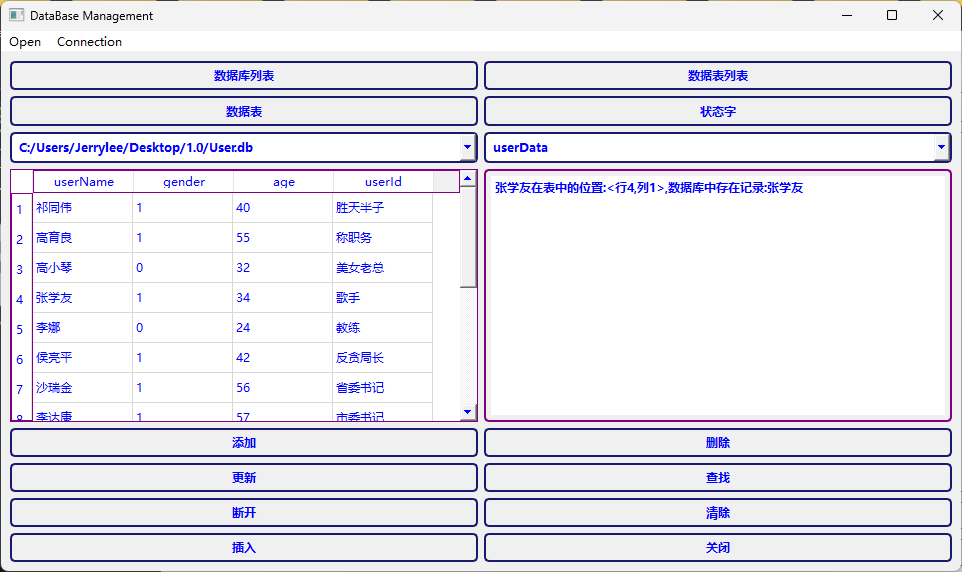 DataBase Management
Open Connection
数据库列表 数据表列表
数据表 状态字
C:/Users/Jerrylee/Desktop/1.0/User.db userData
userName gender age userId
1 祁同伟 1 40 胜天半子
2 高育良 1 55 称职务
3 高小琴 0 32 美女老总
4 张学友 1 34 歌手
5 李娜 0 24 教练
6 侯亮平 1 42 反贪局长
7 沙瑞金 1 56 省委书记
8 李达康 1 57 市委书记
张学友在表中的位置:<行4,列1>,数据库中存在记录:张学友
添加 删除
更新 查找
断开 清除
插入 关闭